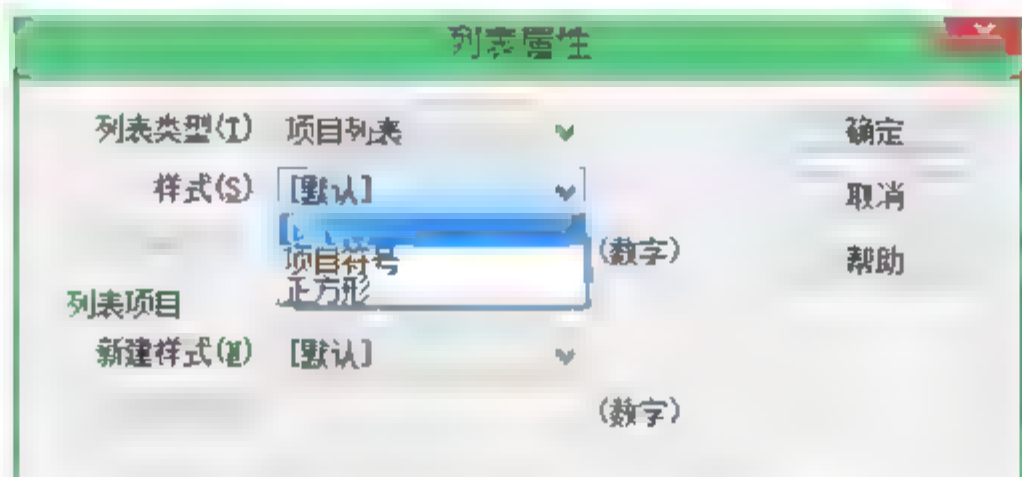 列表属性
列表类型(T) 项目列表 确定
样式(S) [默认] 取消
项目符号 (数字) 帮助
正方形
列表项目
新建样式(N) [默认]
(数字)